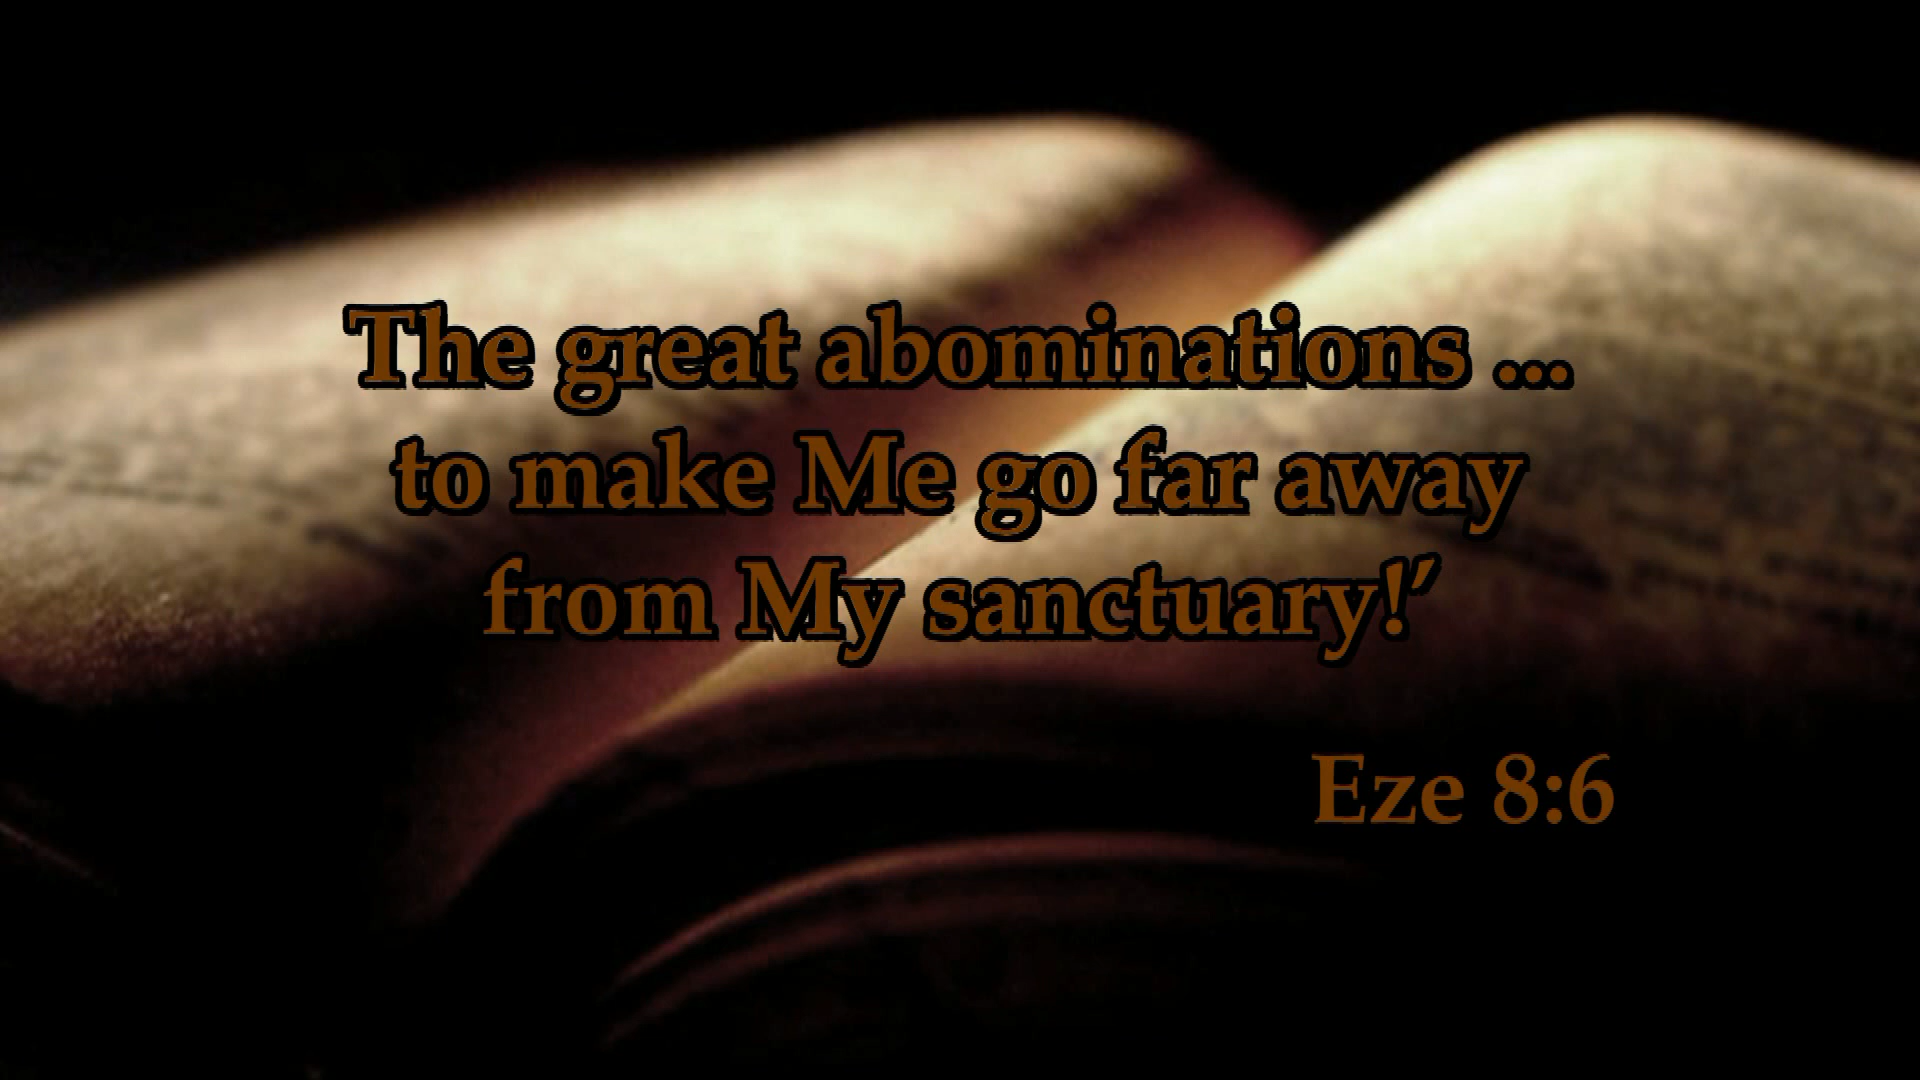 The great abominations ...
to make Me go far away
from My sanctuary!’
Eze 8:6